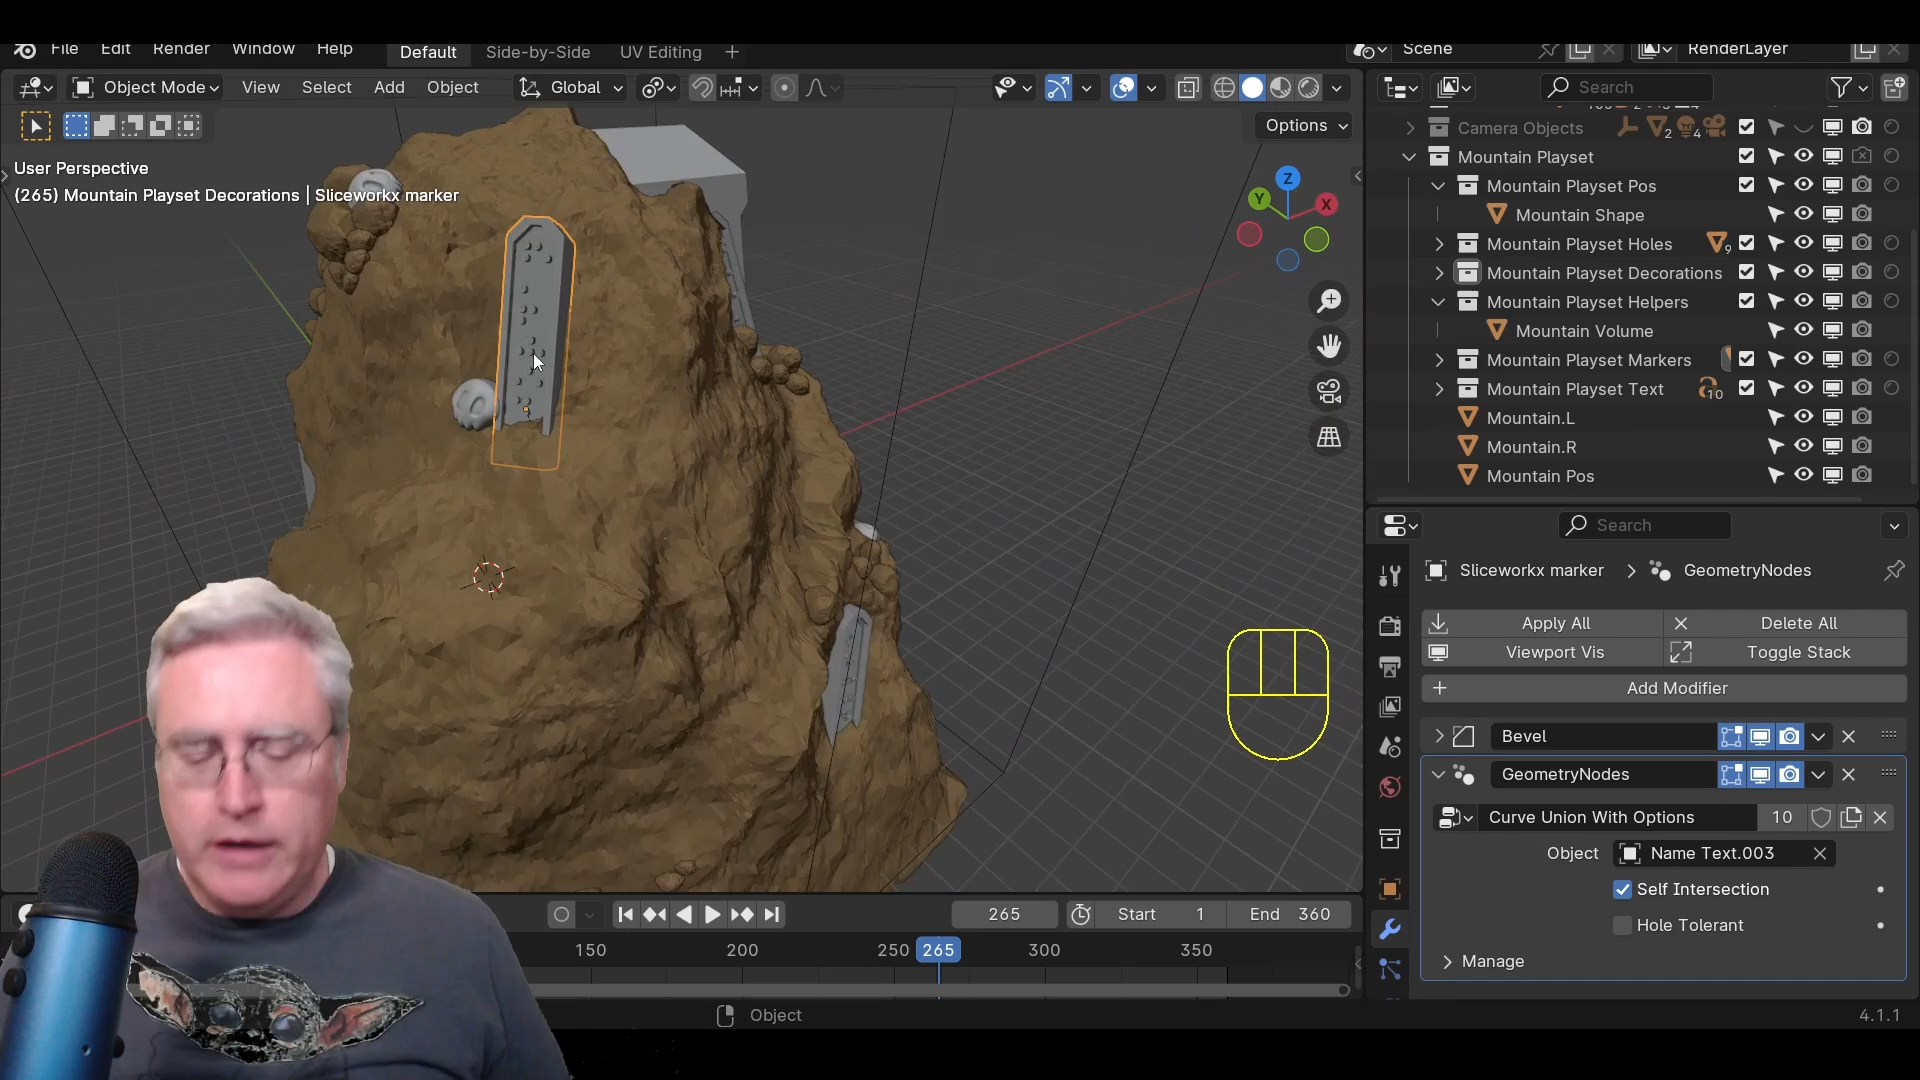 File Edit Render Window Help
Default Side-by-Side UV Editing
Scene RenderLayer
Object Mode View Select Add Object Global
Search
Options
User Perspective
(265) Mountain Playset Decorations | Sliceworkx marker
Z
Y
X
Camera Objects 2 4
Mountain Playset
Mountain Playset Pos
Mountain Shape
Mountain Playset Holes 9
Mountain Playset Decorations
Mountain Playset Helpers
Mountain Volume
Mountain Playset Markers
Mountain Playset Text 10
Mountain.L
Mountain.R
Mountain Pos
Search
Sliceworkx marker GeometryNodes
Apply All Delete All
Viewport Vis Toggle Stack
Add Modifier
Bevel
GeometryNodes
Curve Union With Options 10
Object Name Text.003
Self Intersection
Hole Tolerant
Manage
265 Start 1 End 360
150 200 250 265 300 350
Object
4.1.1